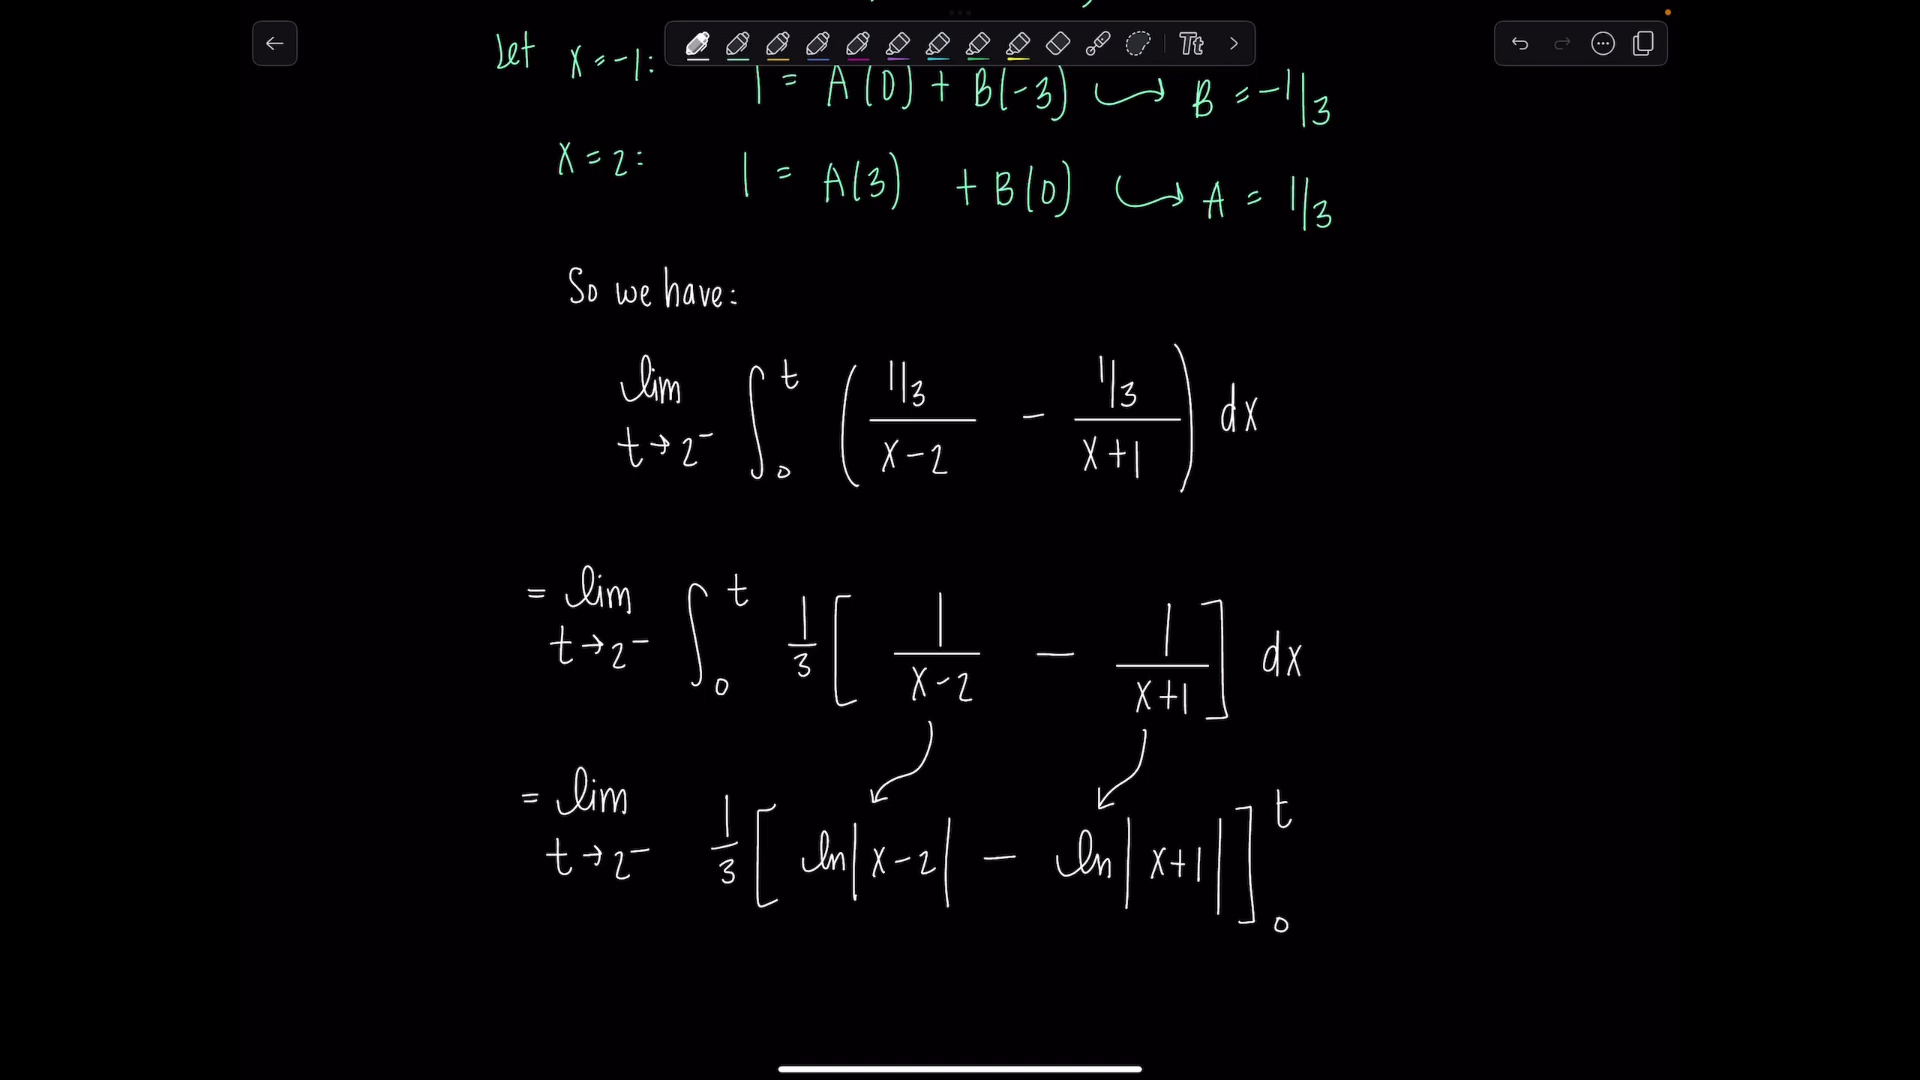 Let x = -1: 1 = A(0) + B(-3) ↪ B = -1/3
x = 2: 1 = A(3) + B(0) ↪ A = 1/3
So we have:
lim t→2⁻ ∫₀ᵗ ( (1/3)/(x-2) - (1/3)/(x+1) ) dx
= lim t→2⁻ ∫₀ᵗ 1/3 [ 1/(x-2) - 1/(x+1) ] dx
= lim t→2⁻ 1/3 [ ln|x-2| - ln|x+1| ]₀ᵗ